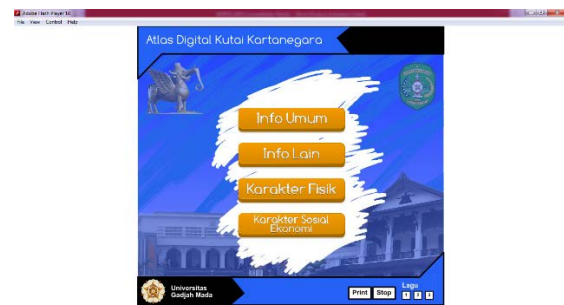 Adobe Flash Player 10
File View Control Help
Atlas Digital Kutai Kartanegara
Info Umum
Info Lain
Karakter Fisik
Karakter Sosial
Ekonomi
Universitas
Gadjah Mada
Print Stop
Lagu
1 2 3